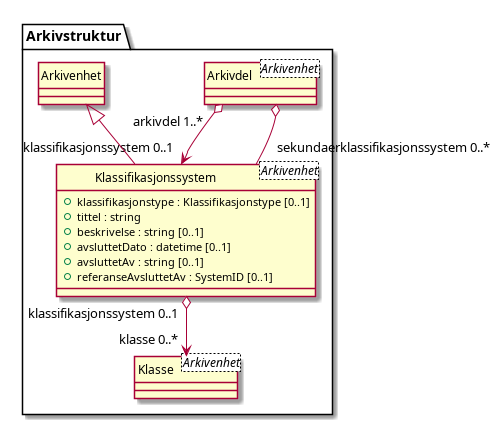 Arkivstruktur
Arkivenhet
Arkivdel
Arkivenhet
arkivdel 1..*
klassifikasjonssystem 0..1
sekundaerklassifikasjonssystem 0..*
Klassifikasjonssystem
Arkivenhet
klassifikasjonstype : Klassifikasjonstype [0..1]
tittel : string
beskrivelse : string [0..1]
avsluttetDato : datetime [0..1]
avsluttetAv : string [0..1]
referanseAvsluttetAv : SystemID [0..1]
klassifikasjonssystem 0..1
klasse 0..*
Klasse
Arkivenhet